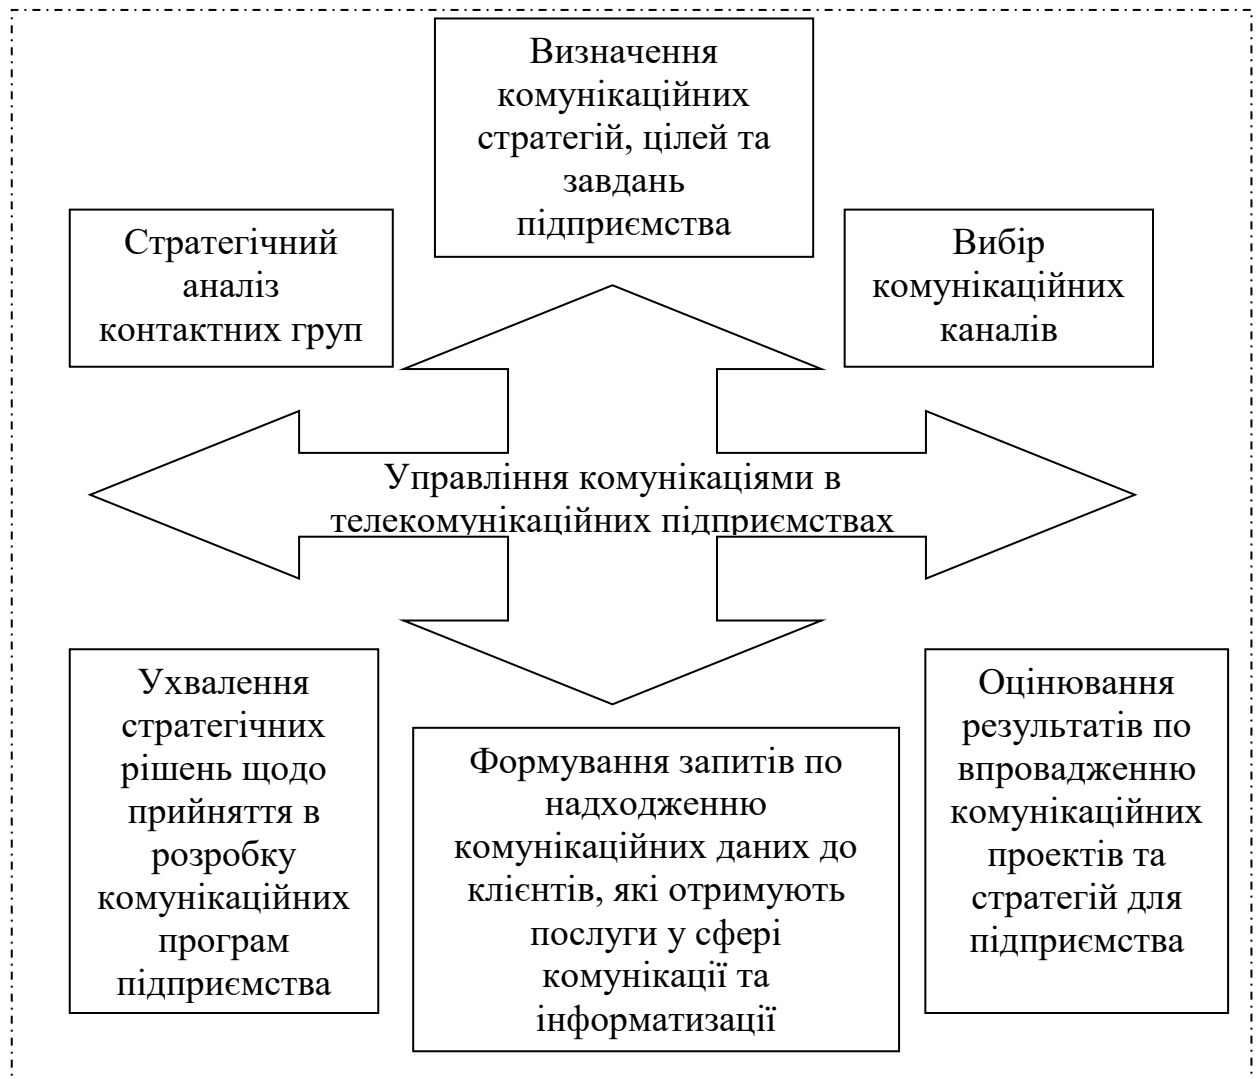 Визначення
комунікаційних
стратегій, цілей та
завдань
підприємства
Стратегічний
аналіз
контактних груп
Вибір
комунікаційних
каналів
Управління комунікаціями в
телекомунікаційних підприємствах
Ухвалення
стратегічних
рішень щодо
прийняття в
розробку
комунікаційних
програм
підприємства
Формування запитів по
надходженню
комунікаційних даних до
клієнтів, які отримують
послуги у сфері
комунікації та
інформатизації
Оцінювання
результатів по
впровадженню
комунікаційних
проектів та
стратегій для
підприємства